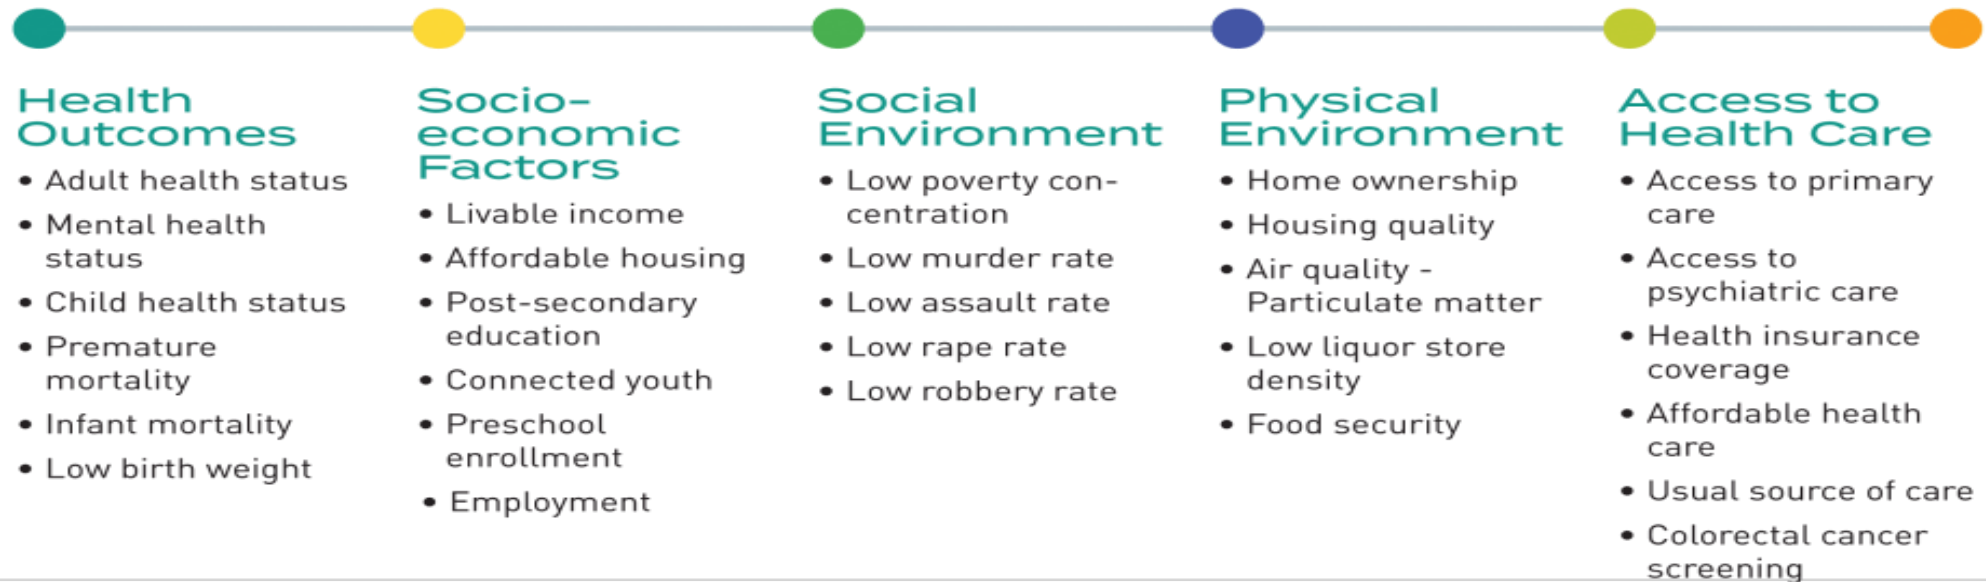 Health
Outcomes
• Adult health status
• Mental health
status
• Child health status
• Premature
mortality
• Infant mortality
• Low birth weight
Socio-
economic
Factors
• Livable income
• Affordable housing
• Post-secondary
education
• Connected youth
• Preschool
enrollment
• Employment
Social
Environment
• Low poverty con-
centration
• Low murder rate
• Low assault rate
• Low rape rate
• Low robbery rate
Physical
Environment
• Home ownership
• Housing quality
• Air quality -
Particulate matter
• Low liquor store
density
• Food security
Access to
Health Care
• Access to primary
care
• Access to
psychiatric care
• Health insurance
coverage
• Affordable health
care
• Usual source of care
• Colorectal cancer
screening